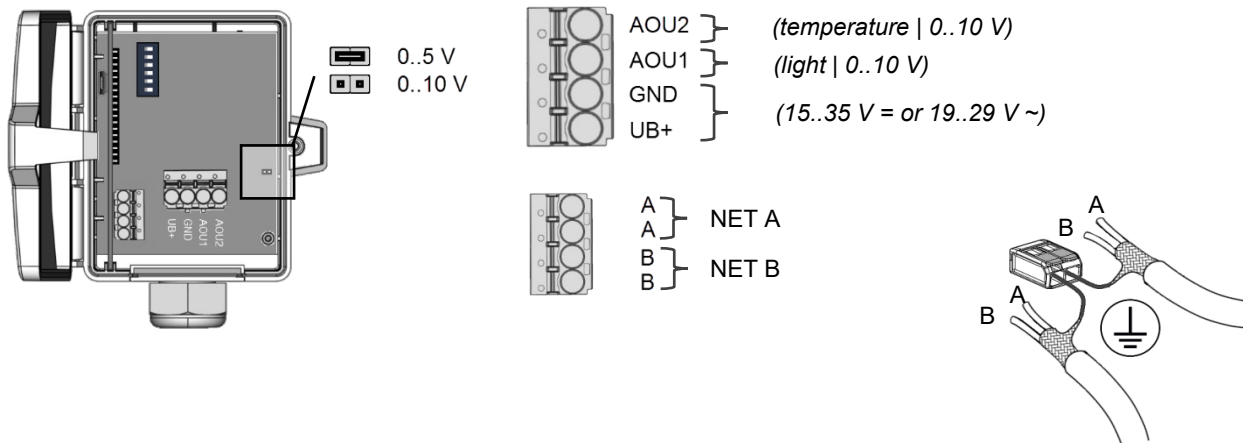 0..5 V
0..10 V
UB+
GND
AOU1
AOU2
AOU2 (temperature | 0..10 V)
AOU1 (light | 0..10 V)
GND
UB+
(15..35 V = or 19..29 V ~)
A
A
NET A
B
B
NET B
A
B
A
B